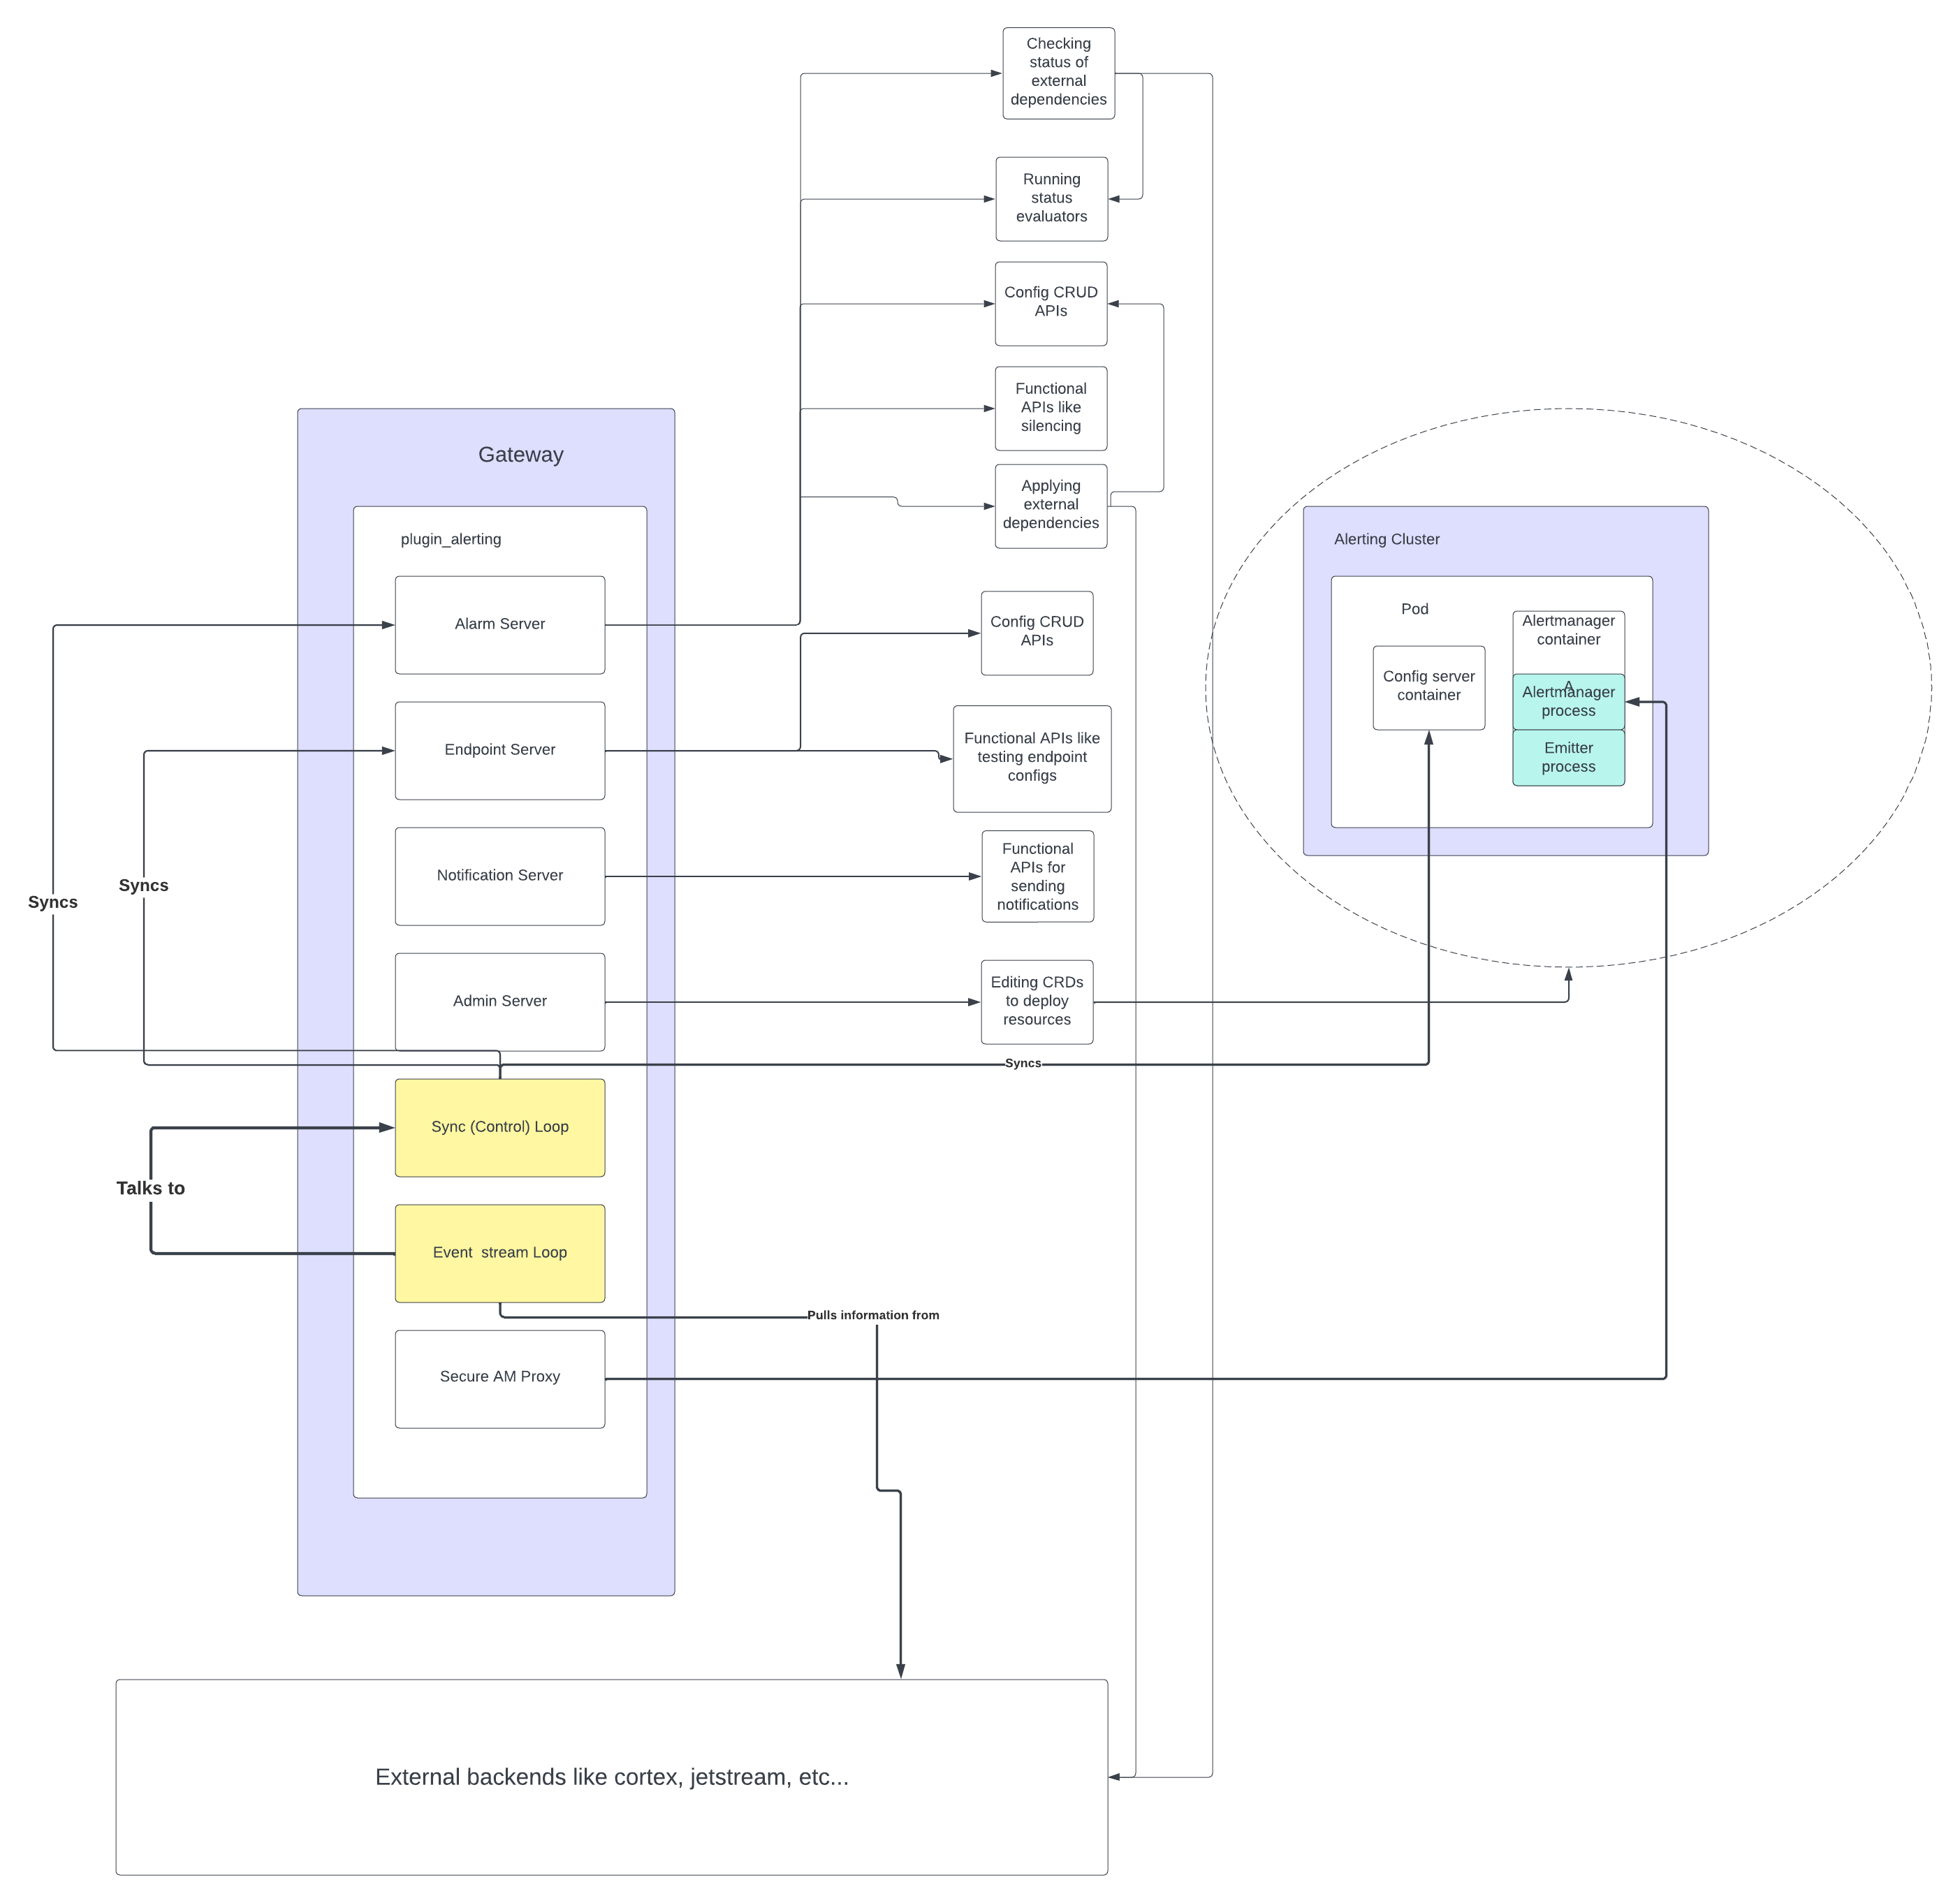 Checking
status of
external
dependencies
Running
status
evaluators
Config CRUD
APIs
Functional
APIs like
silencing
Applying
external
dependencies
Gateway
plugin_alerting
Alarm Server
Endpoint Server
Notification Server
Admin Server
Sync (Control) Loop
Event  stream Loop
Secure AM Proxy
Syncs
Syncs
Talks to
Config CRUD
APIs
Functional APIs like
testing endpoint
configs
Functional
APIs for
sending
notifications
Editing CRDs
to deploy
resources
Syncs
Pulls information from
Alerting Cluster
Pod
Config server
container
Alertmanager
container
A
Alertmanager
process
Emitter
process
External backends like cortex, jetstream, etc...